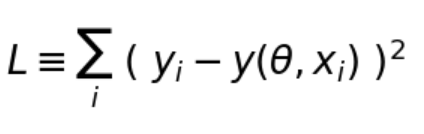 L ≡ ∑ᵢ ( yᵢ − y(θ, xᵢ) )²